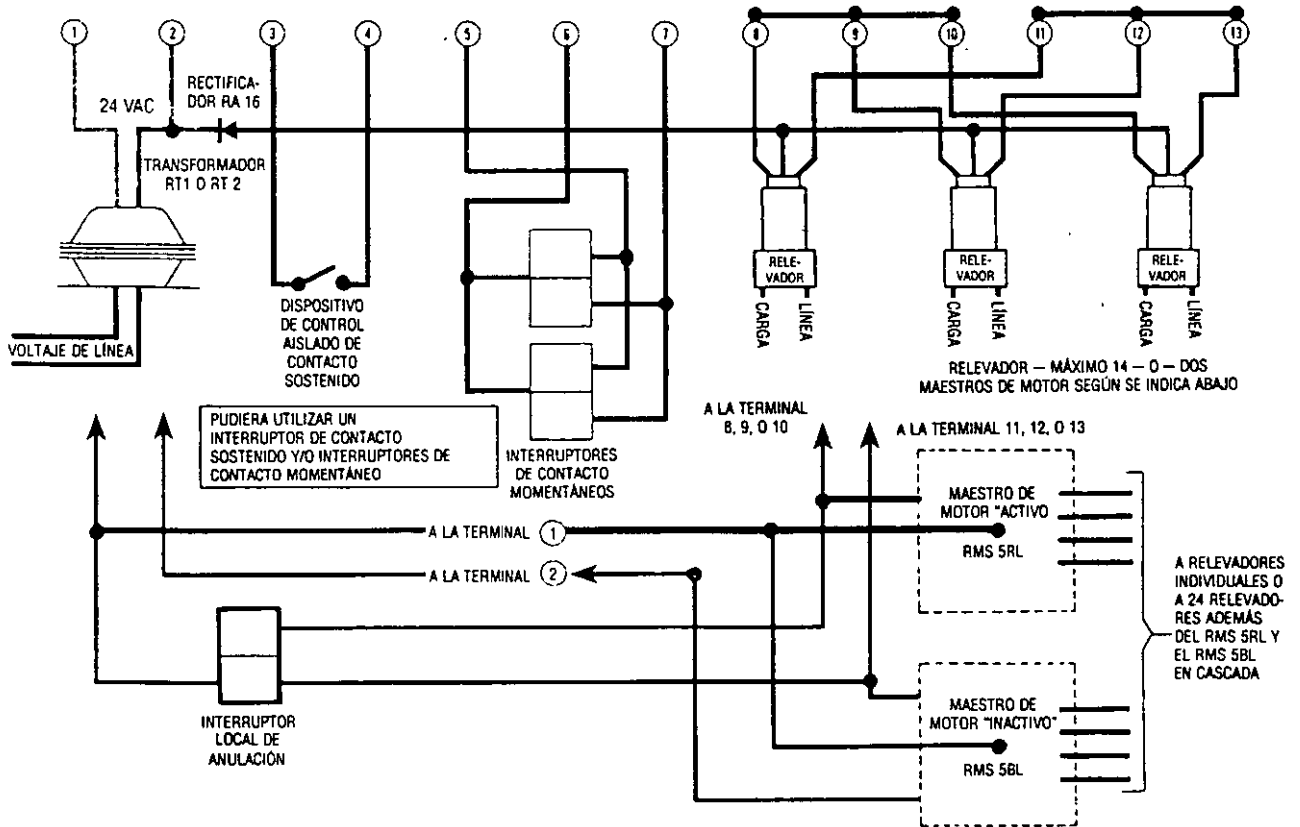 1 2 3 4 5 6 7 8 9 10 11 12 13
24 VAC
RECTIFICA-
DOR RA 16
TRANSFORMADOR
RT1 O RT 2
VOLTAJE DE LÍNEA
DISPOSITIVO
DE CONTROL
AISLADO DE
CONTACTO
SOSTENIDO
RELE-
VADOR
CARGA
LÍNEA
RELE-
VADOR
CARGA
LÍNEA
RELE-
VADOR
CARGA
LÍNEA
RELEVADOR — MÁXIMO 14 — O — DOS
MAESTROS DE MOTOR SEGÚN SE INDICA ABAJO
PUDIERA UTILIZAR UN
INTERRUPTOR DE CONTACTO
SOSTENIDO Y/O INTERRUPTORES DE
CONTACTO MOMENTÁNEO
INTERRUPTORES
DE CONTACTO
MOMENTÁNEOS
A LA TERMINAL
8, 9, O 10
A LA TERMINAL 11, 12, O 13
MAESTRO DE
MOTOR "ACTIVO
RMS 5RL
A LA TERMINAL 1
A LA TERMINAL 2
A RELEVADORES
INDIVIDUALES O
A 24 RELEVADO-
RES ADEMÁS
DEL RMS 5RL Y
EL RMS 5BL
EN CASCADA
INTERRUPTOR
LOCAL DE
ANULACIÓN
MAESTRO DE
MOTOR "INACTIVO"
RMS 5BL